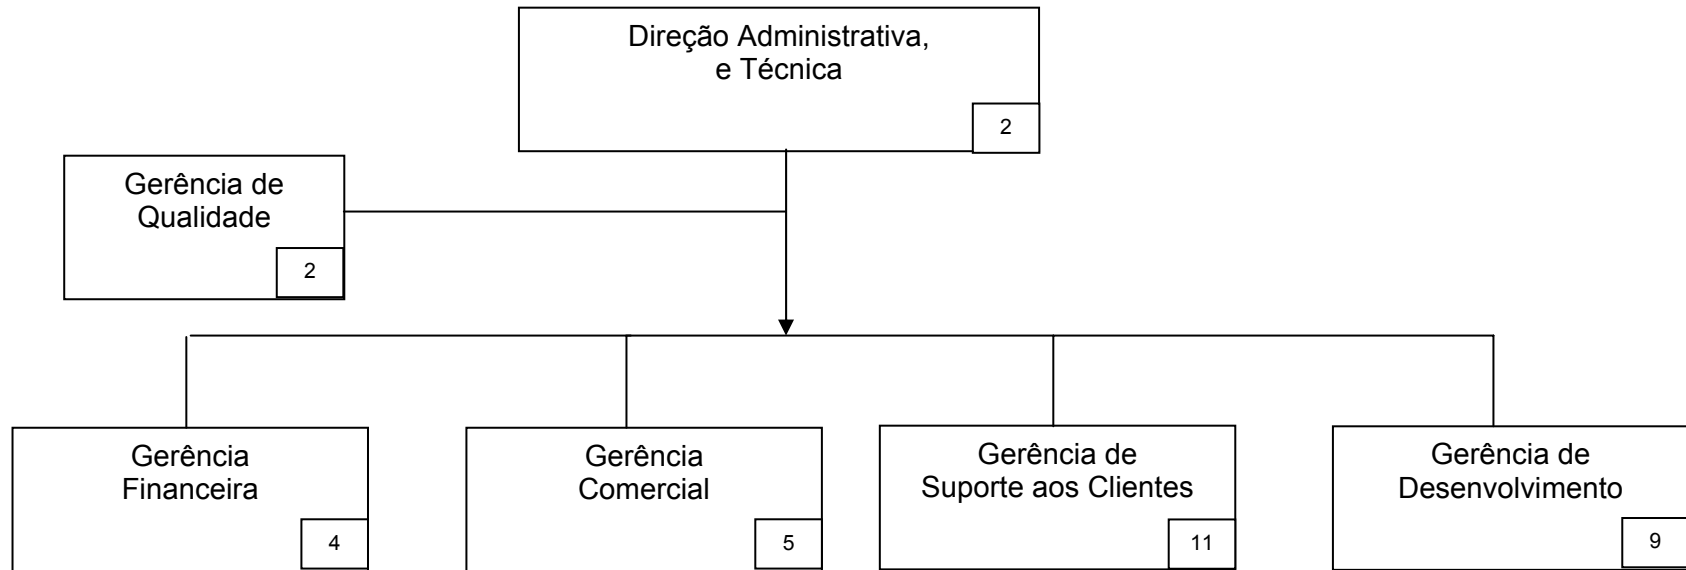 Direção Administrativa,
e Técnica
2
Gerência de
Qualidade
2
Gerência
Financeira
4
Gerência
Comercial
5
Gerência de
Suporte aos Clientes
11
Gerência de
Desenvolvimento
9